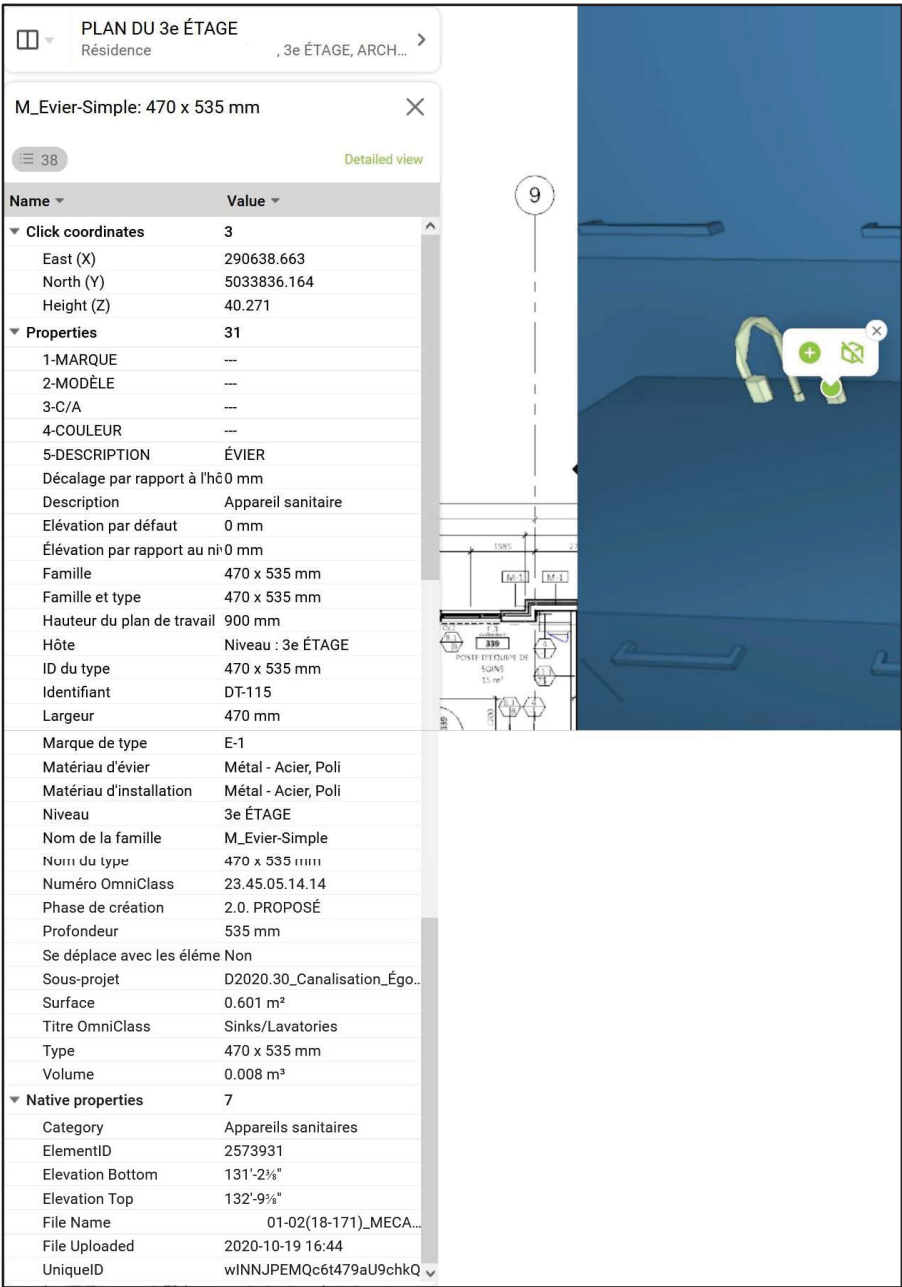 PLAN DU 3e ÉTAGE
Résidence , 3e ÉTAGE, ARCH...
M_Evier-Simple: 470 x 535 mm
38 Detailed view
Name Value
Click coordinates 3
East (X) 290638.663
North (Y) 5033836.164
Height (Z) 40.271
Properties 31
1-MARQUE ---
2-MODÈLE ---
3-C/A ---
4-COULEUR ---
5-DESCRIPTION ÉVIER
Décalage par rapport à l'hô 0 mm
Description Appareil sanitaire
Elévation par défaut 0 mm
Élévation par rapport au niv 0 mm
Famille 470 x 535 mm
Famille et type 470 x 535 mm
Hauteur du plan de travail 900 mm
Hôte Niveau : 3e ÉTAGE
ID du type 470 x 535 mm
Identifiant DT-115
Largeur 470 mm
Marque de type E-1
Matériau d'évier Métal - Acier, Poli
Matériau d'installation Métal - Acier, Poli
Niveau 3e ÉTAGE
Nom de la famille M_Evier-Simple
Nom du type 470 x 535 mm
Numéro OmniClass 23.45.05.14.14
Phase de création 2.0. PROPOSÉ
Profondeur 535 mm
Se déplace avec les éléme Non
Sous-projet D2020.30_Canalisation_Égo..
Surface 0.601 m²
Titre OmniClass Sinks/Lavatories
Type 470 x 535 mm
Volume 0.008 m³
Native properties 7
Category Appareils sanitaires
ElementID 2573931
Elevation Bottom 131'-2⅜"
Elevation Top 132'-9⅝"
File Name 01-02(18-171)_MECA...
File Uploaded 2020-10-19 16:44
UniqueID wINNJPEMQc6t479aU9chkQ
9
1585
M-1 M-1
339
POSTE D'ÉQUIPE DE
SOINS
15 m²
1200
339